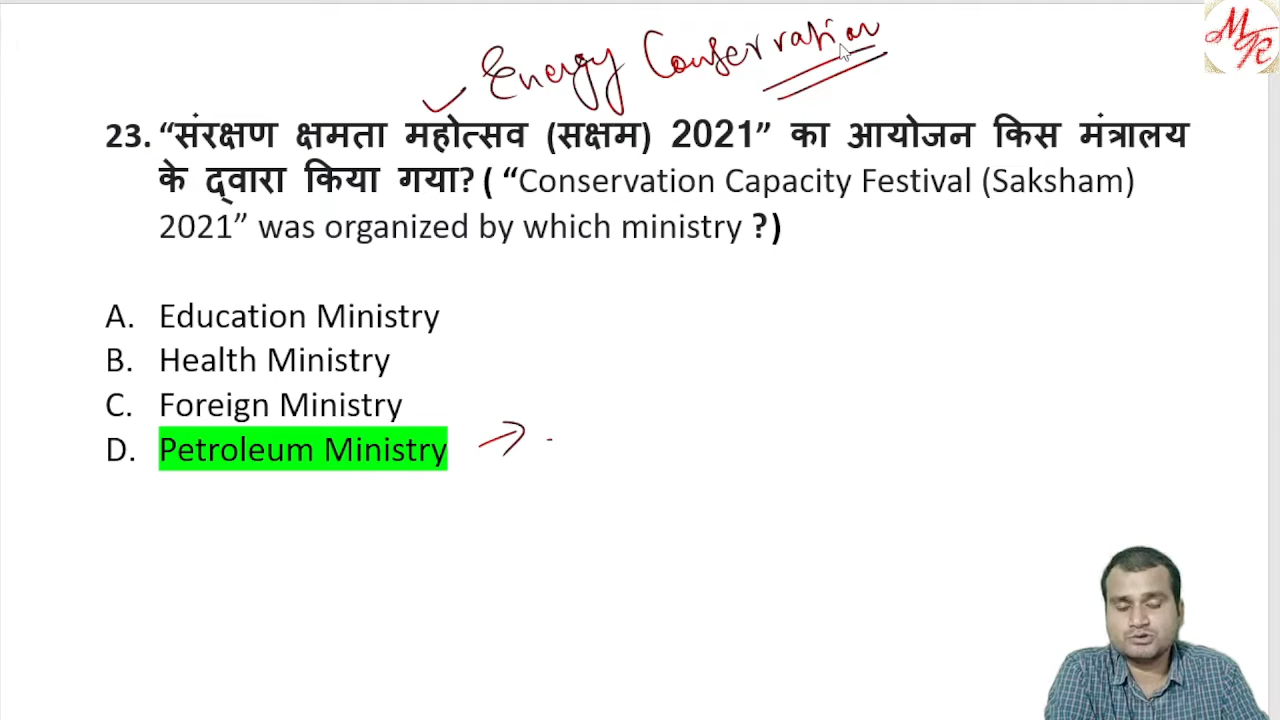 MR
Energy Conservation
23. “संरक्षण क्षमता महोत्सव (सक्षम) 2021” का आयोजन किस मंत्रालय
के द्वारा किया गया? ( “Conservation Capacity Festival (Saksham)
2021” was organized by which ministry ?)
A. Education Ministry
B. Health Ministry
C. Foreign Ministry
D. Petroleum Ministry